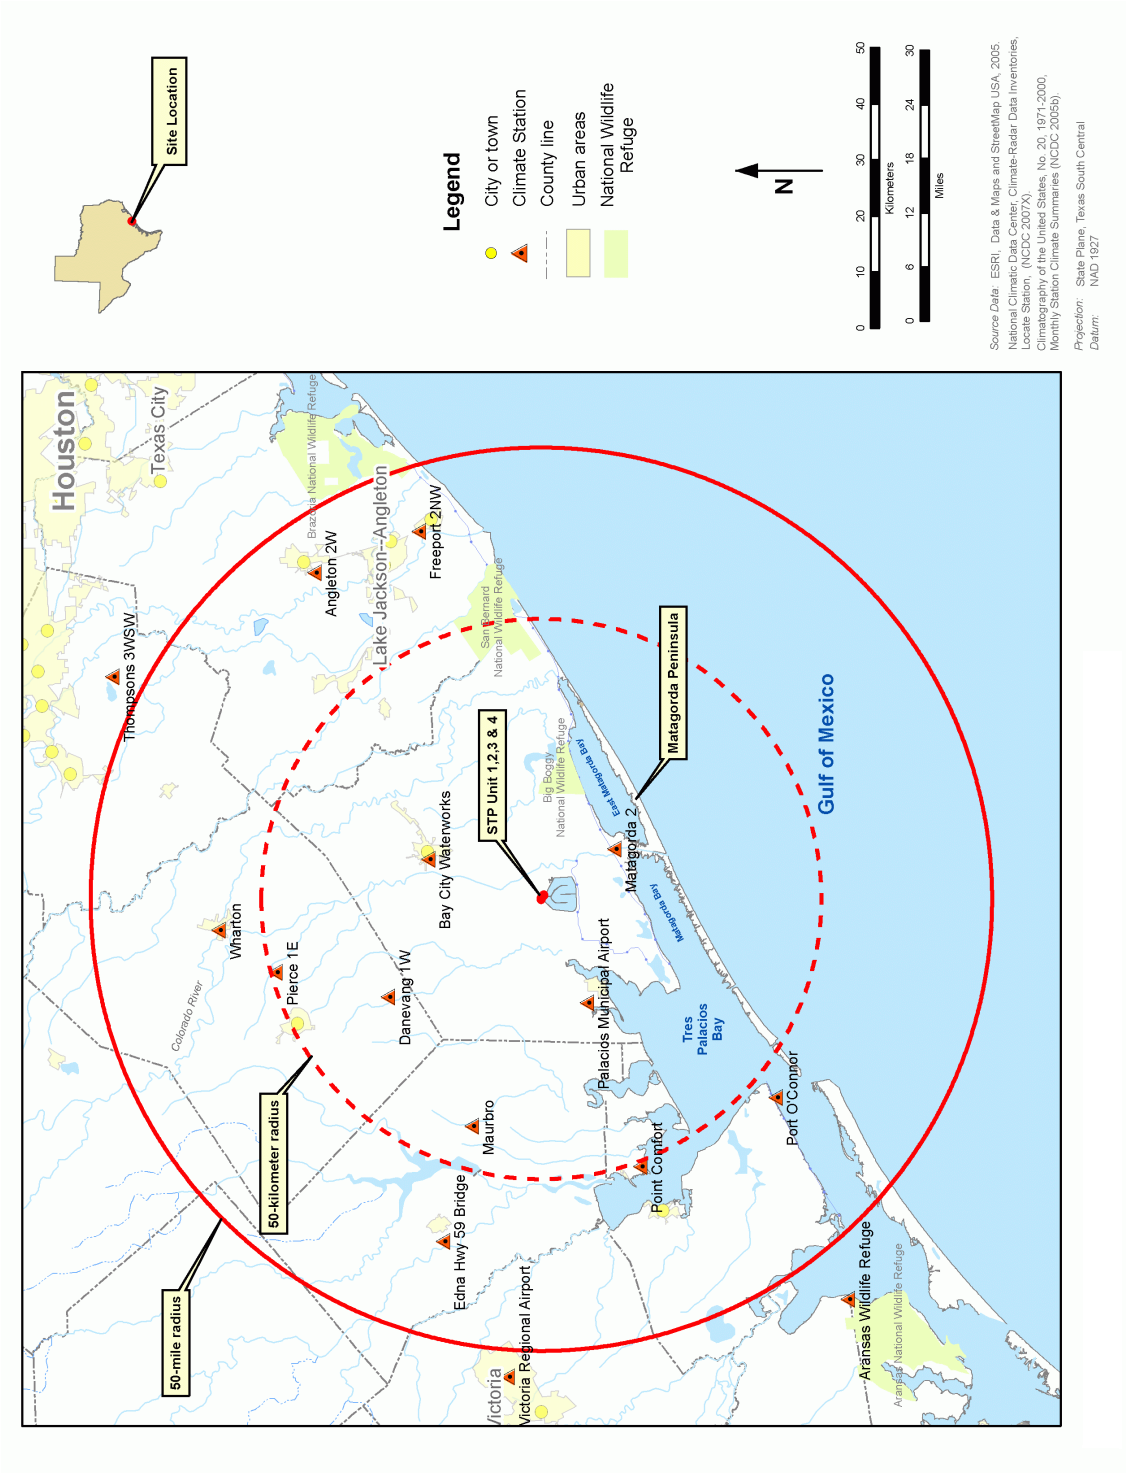 Site Location
Legend
City or town
Climate Station
County line
Urban areas
National Wildlife
Refuge
N
0 10 20 30 40 50
Kilometers
0 6 12 18 24 30
Miles
Source Data: ESRI, Data & Maps and StreetMap USA, 2005.
National Climatic Data Center, Climate-Radar Data Inventories,
Locate Station, (NCDC 2007X).
Climatography of the United States, No. 20, 1971-2000,
Monthly Station Climate Summaries (NCDC 2005b).
Projection: State Plane, Texas South Central
Datum: NAD 1927
Houston
Texas City
Thompsons 3WSW
Brazoria National Wildlife Refuge
Angleton 2W
Lake Jackson--Angleton
Freeport 2NW
San Bernard
National Wildlife Refuge
Wharton
Colorado River
Pierce 1E
Danevang 1W
Bay City Waterworks
STP Unit 1,2,3 & 4
Big Boggy
National Wildlife Refuge
East Matagorda Bay
Matagorda Peninsula
Matagorda 2
Matagorda Bay
Palacios Municipal Airport
Tres
Palacios
Bay
Gulf of Mexico
50-kilometer radius
50-mile radius
Maurbro
Edna Hwy 59 Bridge
Point Comfort
Port O'Connor
Victoria
Victoria Regional Airport
Aransas Wildlife Refuge
Aransas National Wildlife Refuge